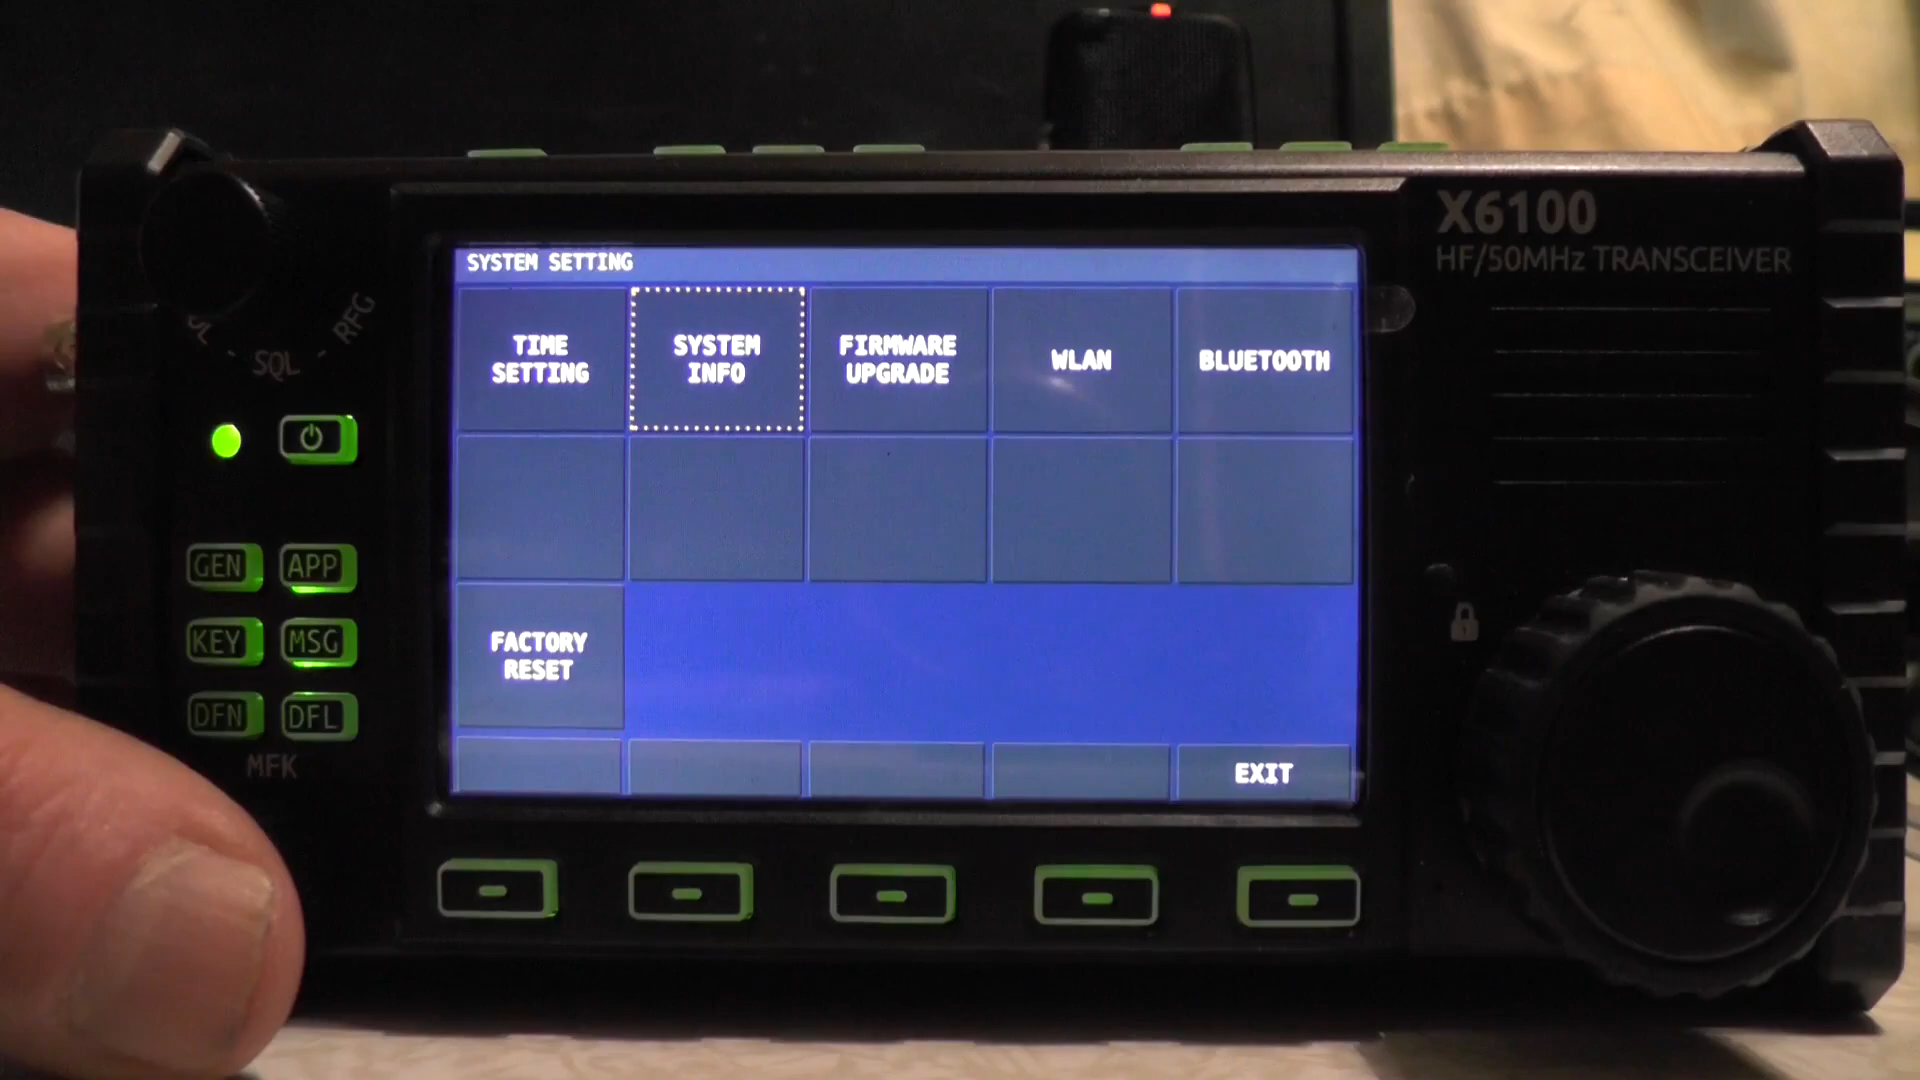 X6100
HF/50MHz TRANSCEIVER
SYSTEM SETTING
TIME
SETTING
SYSTEM
INFO
FIRMWARE
UPGRADE
WLAN
BLUETOOTH
FACTORY
RESET
EXIT
SQL
RFG
GEN
APP
KEY
MSG
DFN
DFL
MFK